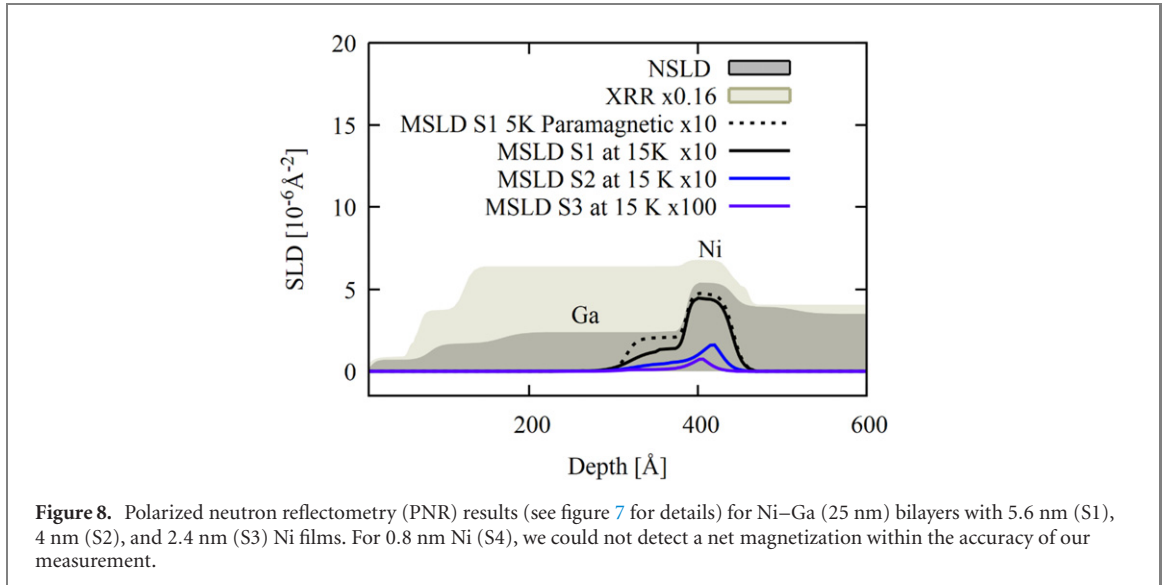 20
15
10
5
0
SLD [10⁻⁶Å⁻²]
NSLD
XRR x0.16
MSLD S1 5K Paramagnetic x10
MSLD S1 at 15K x10
MSLD S2 at 15 K x10
MSLD S3 at 15 K x100
Ni
Ga
200
400
600
Depth [Å]
Figure 8. Polarized neutron reflectometry (PNR) results (see figure 7 for details) for Ni–Ga (25 nm) bilayers with 5.6 nm (S1),
4 nm (S2), and 2.4 nm (S3) Ni films. For 0.8 nm Ni (S4), we could not detect a net magnetization within the accuracy of our
measurement.